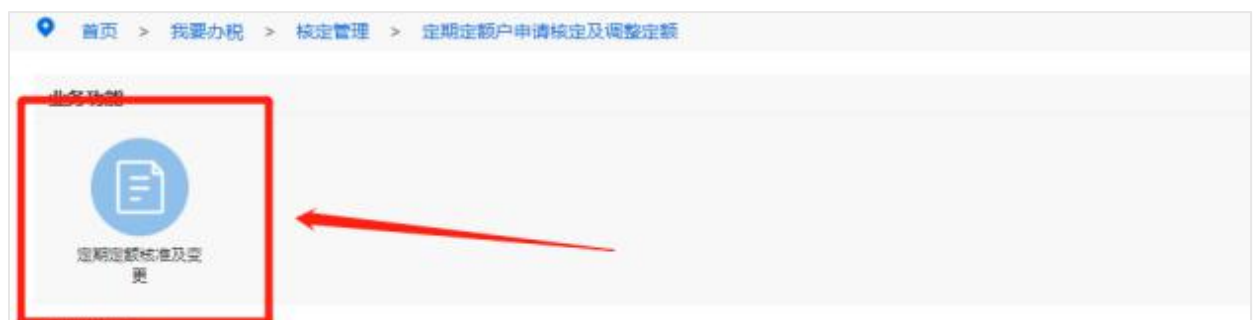 首页 > 我要办税 > 核定管理 > 定期定额户申请核定及调整定额
业务功能
定期定额核准及变
更